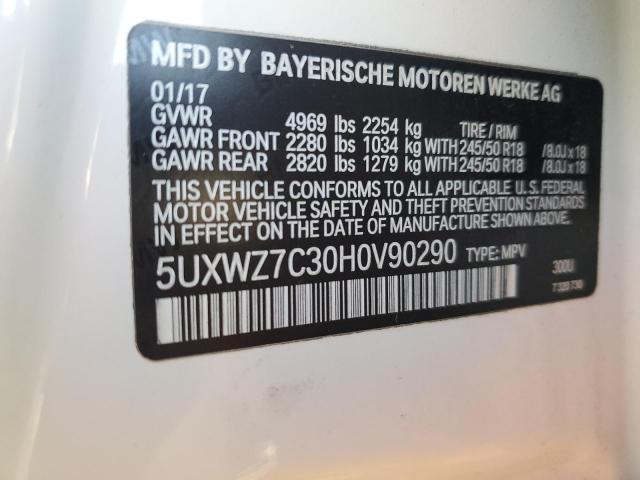 MFD BY BAYERISCHE MOTOREN WERKE AG
01/17
GVWR 4969 lbs 2254 kg TIRE / RIM
GAWR FRONT 2280 lbs 1034 kg WITH 245/50 R18 /8.0J x 18
GAWR REAR 2820 lbs 1279 kg WITH 245/50 R18 /8.0J x 18
THIS VEHICLE CONFORMS TO ALL APPLICABLE U. S. FEDERAL
MOTOR VEHICLE SAFETY AND THEFT PREVENTION STANDARDS
IN EFFECT ON THE DATE OF MANUFACTURE SHOWN ABOVE.
5UXWZ7C30H0V90290 TYPE: MPV
300U
7320730